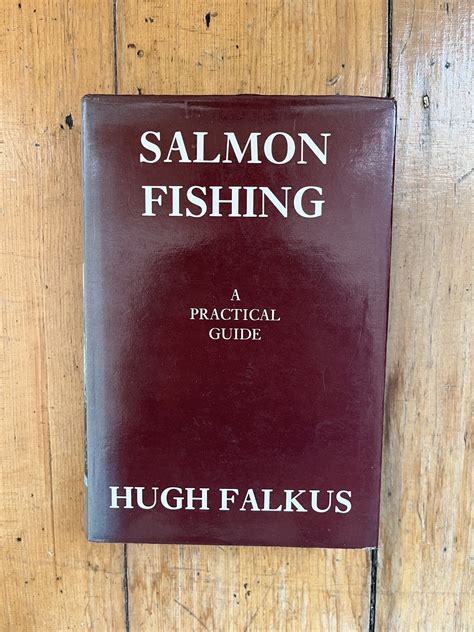 SALMON
FISHING
A
PRACTICAL
GUIDE
HUGH FALKUS